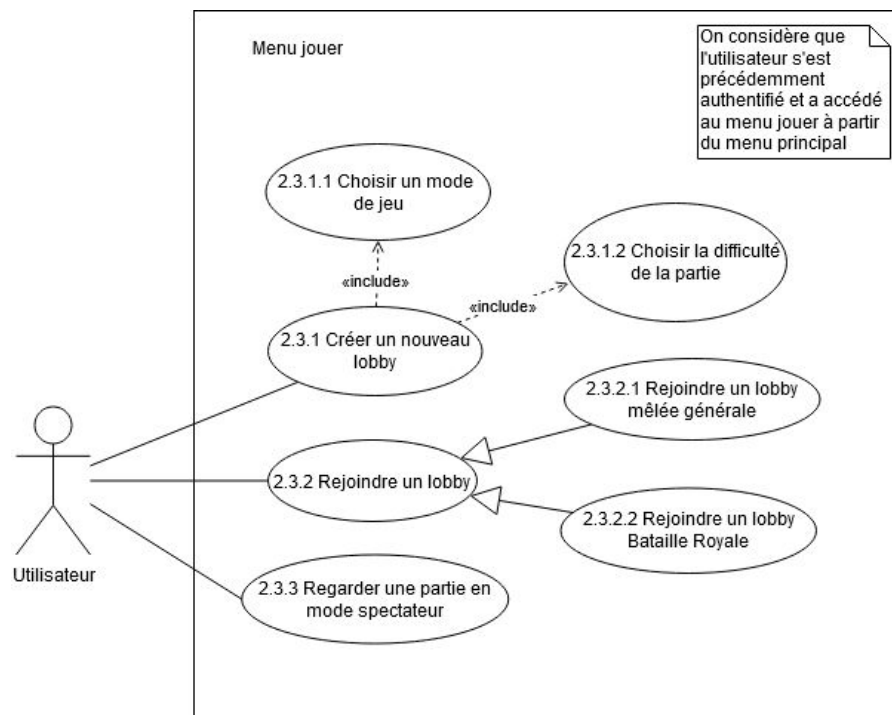 Menu jouer
On considère que
l'utilisateur s'est
précédemment
authentifié et a accédé
au menu jouer à partir
du menu principal
2.3.1.1 Choisir un mode
de jeu
2.3.1.2 Choisir la difficulté
de la partie
«include»
«include»
2.3.1 Créer un nouveau
lobby
2.3.2.1 Rejoindre un lobby
mêlée générale
2.3.2 Rejoindre un lobby
2.3.2.2 Rejoindre un lobby
Bataille Royale
Utilisateur
2.3.3 Regarder une partie en
mode spectateur